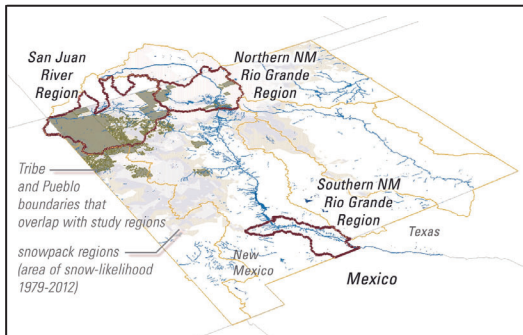 San Juan
River
Region
Northern NM
Rio Grande
Region
Tribe
and Pueblo
boundaries that
overlap with study regions
snowpack regions
(area of snow-likelihood
1979-2012)
Southern NM
Rio Grande
Region
Texas
New
Mexico
Mexico